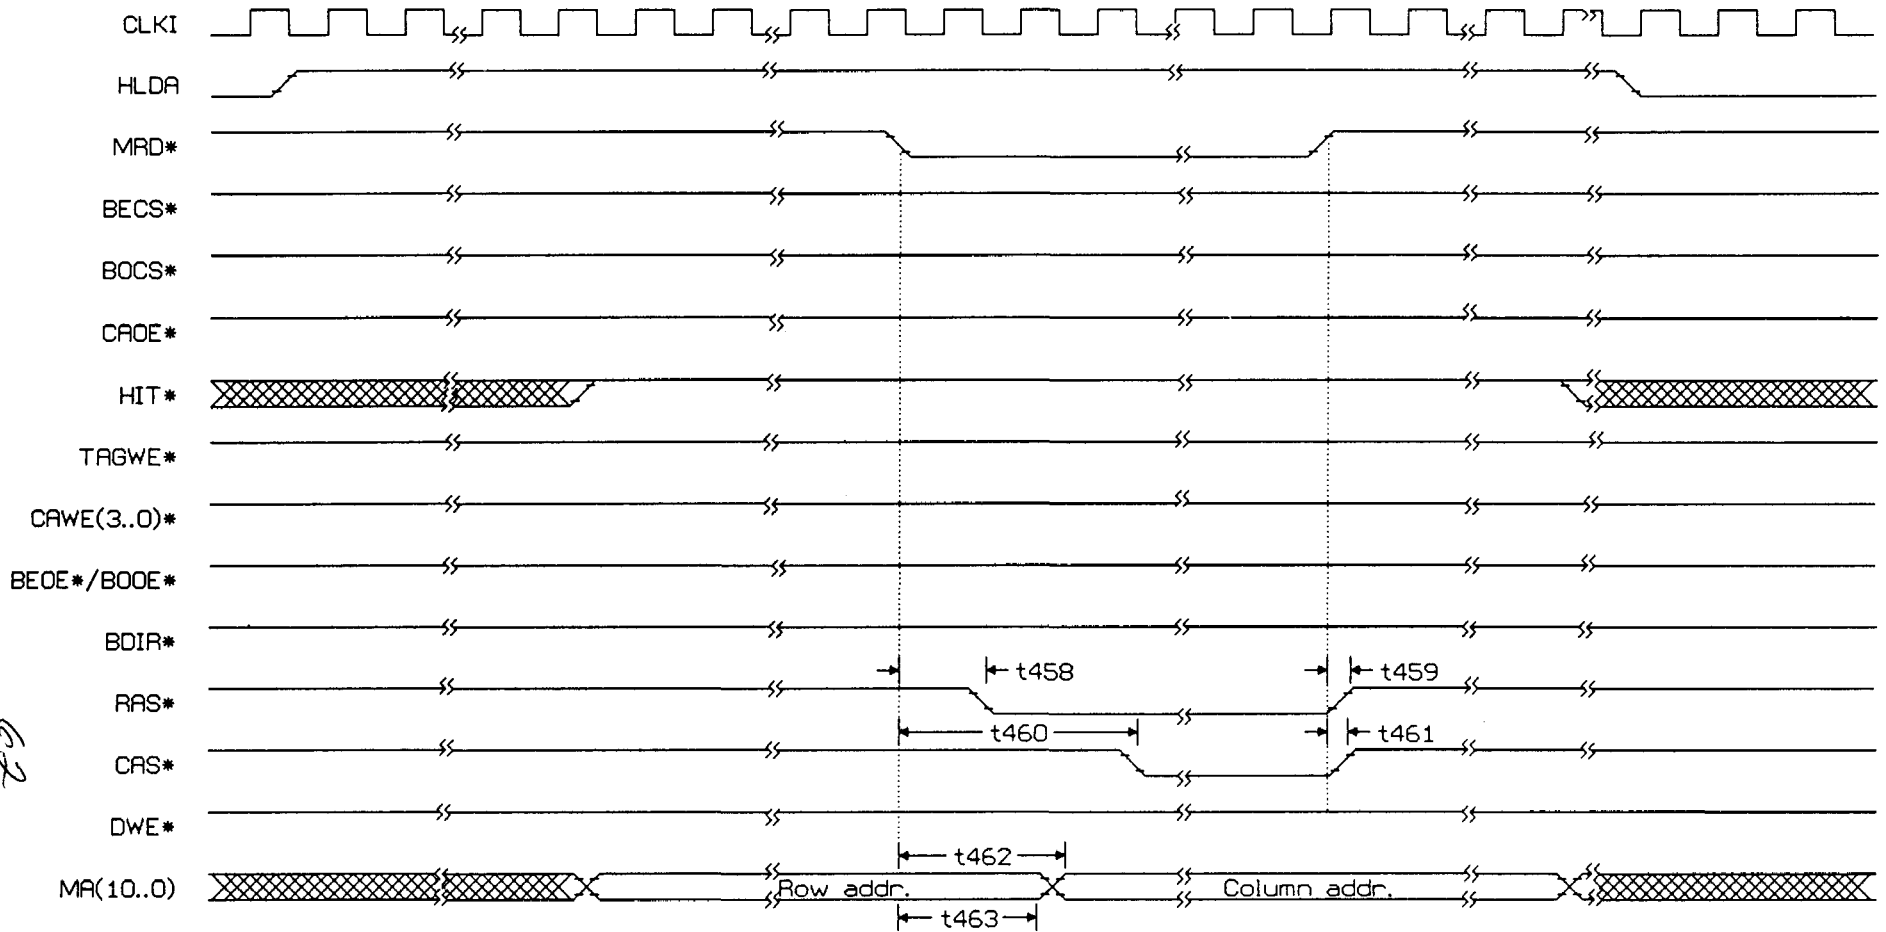 CLKI
HLDA
MRD*
BECS*
BOCS*
CAOE*
HIT*
TAGWE*
CAWE(3..0)*
BEOE*/BOOE*
BDIR*
t458 t459
RAS*
t460 t461
CAS*
DWE*
t462
MA(10..0) Row addr. Column addr.
t463